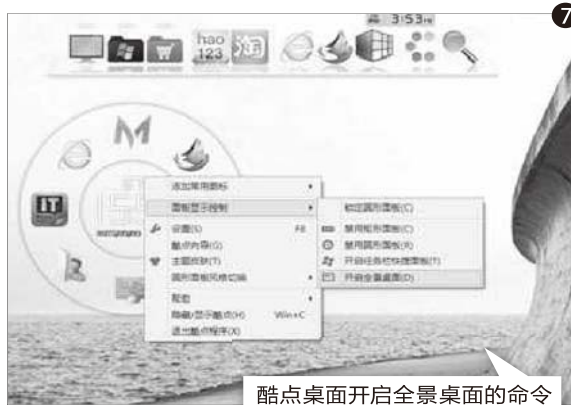 ❼
3:53
hao
123
淘
M
IT
添加常用图标
面板显示控制
设置(S) F8
酷点向导(G)
主题皮肤(T)
圆形面板风格切换
帮助
隐藏/显示酷点(H) Win+C
退出酷点程序(X)
锁定圆形面板(C)
禁用矩形面板(C)
禁用圆形面板(R)
开启任务栏快捷面板(T)
开启全景桌面(D)
酷点桌面开启全景桌面的命令